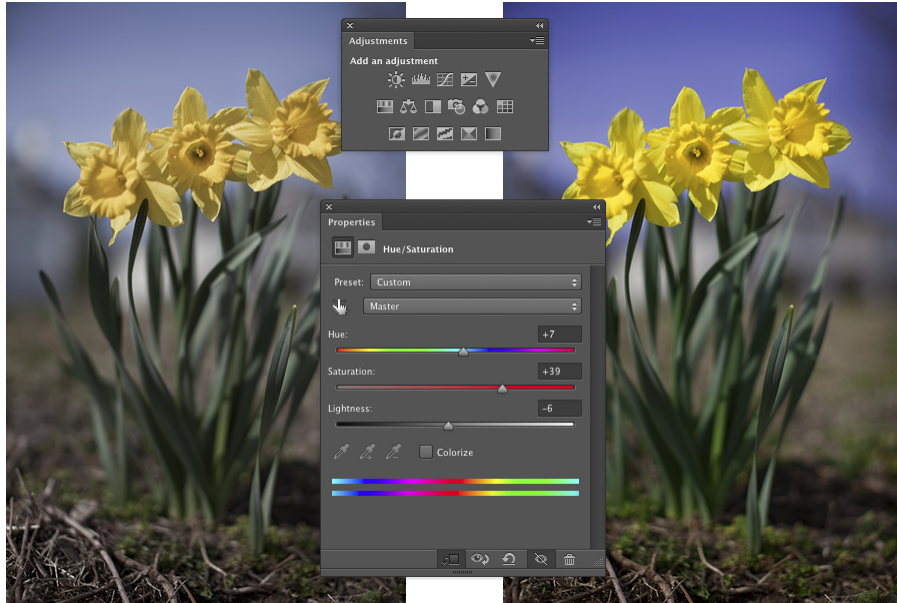 Adjustments
Add an adjustment
Properties
Hue/Saturation
Preset: Custom
Master
Hue: +7
Saturation: +39
Lightness: -6
Colorize